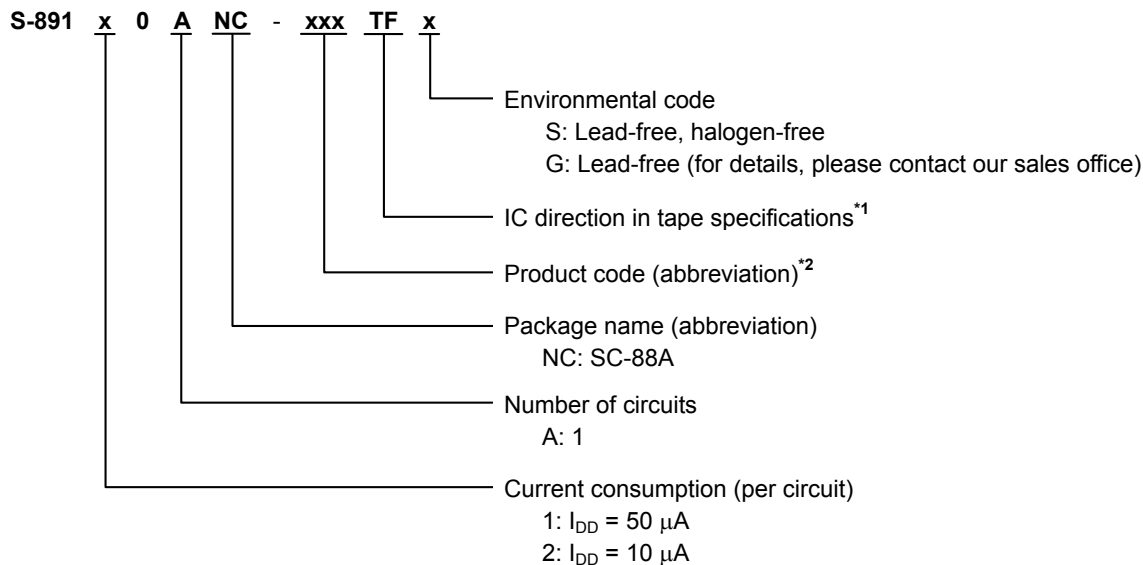 S-891 x 0 A NC - xxx TF x
Environmental code
S: Lead-free, halogen-free
G: Lead-free (for details, please contact our sales office)
IC direction in tape specifications*1
Product code (abbreviation)*2
Package name (abbreviation)
NC: SC-88A
Number of circuits
A: 1
Current consumption (per circuit)
1: IDD = 50 μA
2: IDD = 10 μA